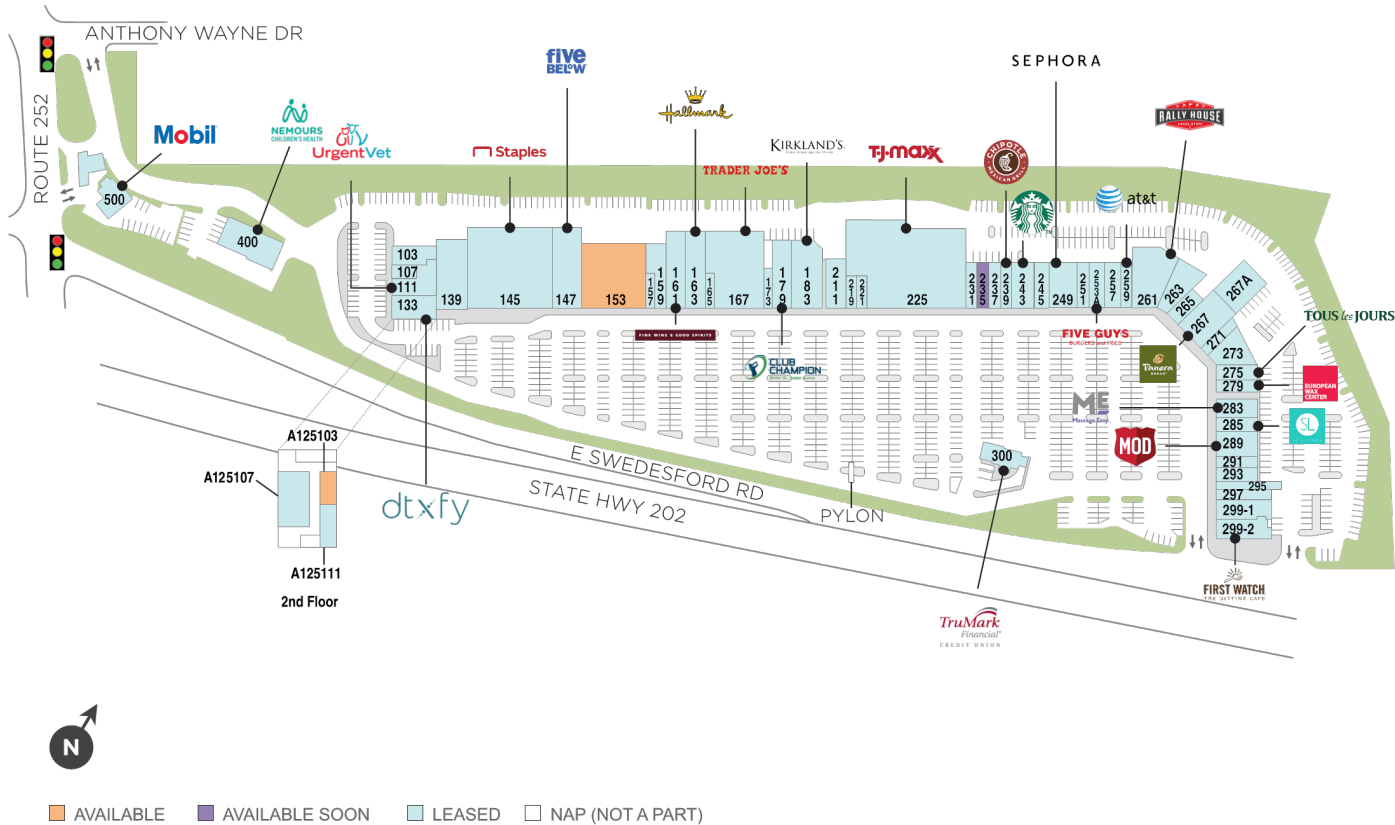 ANTHONY WAYNE DR
ROUTE 252
five
BELOW
SEPHORA
Hallmark
RALLY HOUSE
Mobil
NEMOURS
CHILDREN'S HEALTH
UrgentVet
Staples
TRADER JOE'S
KIRKLAND'S
T·J·maxx
CHIPOTLE
MEXICAN GRILL
at&t
500
400
103
107
111
133
139
145
147
153
157
159
161
163
165
167
173
179
183
211
219
221
225
231
235
237
239
243
245
249
251
253A
257
259
261
263
265
267
267A
271
273
275
279
283
285
289
291
293
295
297
299-1
299-2
300
FINE WINE & GOOD SPIRITS
CLUB
CHAMPION
FIVE GUYS
BURGERS and FRIES
Panera
BREAD
TOUS les JOURS
EUROPEAN
WAX
CENTER
ME
Massage Envy
SL
MOD
A125103
A125107
A125111
2nd Floor
dtxfy
E SWEDESFORD RD
STATE HWY 202
PYLON
FIRST WATCH
THE DAYTIME CAFE
TruMark
Financial®
CREDIT UNION
N
AVAILABLE
AVAILABLE SOON
LEASED
NAP (NOT A PART)